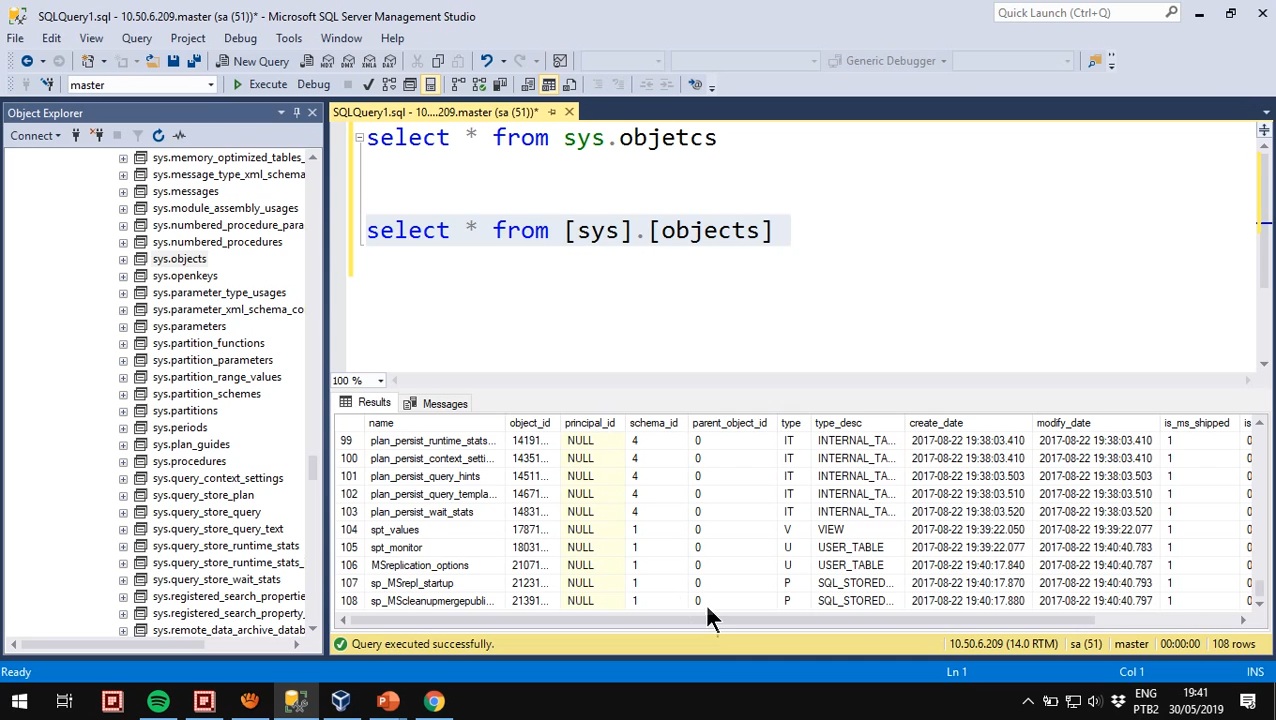 SQLQuery1.sql - 10.50.6.209.master (sa (51))* - Microsoft SQL Server Management Studio
Quick Launch (Ctrl+Q)
File Edit View Query Project Debug Tools Window Help
New Query
Generic Debugger
master
Execute Debug
Object Explorer
SQLQuery1.sql - 10....209.master (sa (51))*
Connect
sys.memory_optimized_tables_
sys.message_type_xml_schema
sys.messages
sys.module_assembly_usages
sys.numbered_procedure_para
sys.numbered_procedures
sys.objects
sys.openkeys
sys.parameter_type_usages
sys.parameter_xml_schema_co
sys.parameters
sys.partition_functions
sys.partition_parameters
sys.partition_range_values
sys.partition_schemes
sys.partitions
sys.periods
sys.plan_guides
sys.procedures
sys.query_context_settings
sys.query_store_plan
sys.query_store_query
sys.query_store_query_text
sys.query_store_runtime_stats
sys.query_store_runtime_stats_
sys.query_store_wait_stats
sys.registered_search_properties
sys.registered_search_property_
sys.remote_data_archive_datab
select * from sys.objetcs
select * from [sys].[objects]
100 %
Results Messages
name object_id principal_id schema_id parent_object_id type type_desc create_date modify_date is_ms_shipped is
99 plan_persist_runtime_stats... 14191... NULL 4 0 IT INTERNAL_TA... 2017-08-22 19:38:03.410 2017-08-22 19:38:03.410 1 0
100 plan_persist_context_setti... 14351... NULL 4 0 IT INTERNAL_TA... 2017-08-22 19:38:03.410 2017-08-22 19:38:03.410 1 0
101 plan_persist_query_hints 14511... NULL 4 0 IT INTERNAL_TA... 2017-08-22 19:38:03.503 2017-08-22 19:38:03.503 1 0
102 plan_persist_query_templa... 14671... NULL 4 0 IT INTERNAL_TA... 2017-08-22 19:38:03.510 2017-08-22 19:38:03.510 1 0
103 plan_persist_wait_stats 14831... NULL 4 0 IT INTERNAL_TA... 2017-08-22 19:38:03.520 2017-08-22 19:38:03.520 1 0
104 spt_values 17871... NULL 1 0 V VIEW 2017-08-22 19:39:22.050 2017-08-22 19:39:22.077 1 0
105 spt_monitor 18031... NULL 1 0 U USER_TABLE 2017-08-22 19:39:22.077 2017-08-22 19:40:40.783 1 0
106 MSreplication_options 21071... NULL 1 0 U USER_TABLE 2017-08-22 19:40:17.840 2017-08-22 19:40:40.787 1 0
107 sp_MSrepl_startup 21231... NULL 1 0 P SQL_STORED... 2017-08-22 19:40:17.870 2017-08-22 19:40:40.793 1 0
108 sp_MScleanupmergepubli... 21391... NULL 1 0 P SQL_STORED... 2017-08-22 19:40:17.880 2017-08-22 19:40:40.797 1 0
Query executed successfully. 10.50.6.209 (14.0 RTM) sa (51) master 00:00:00 108 rows
Ready Ln 1 Col 1 INS
ENG 19:41
PTB2 30/05/2019